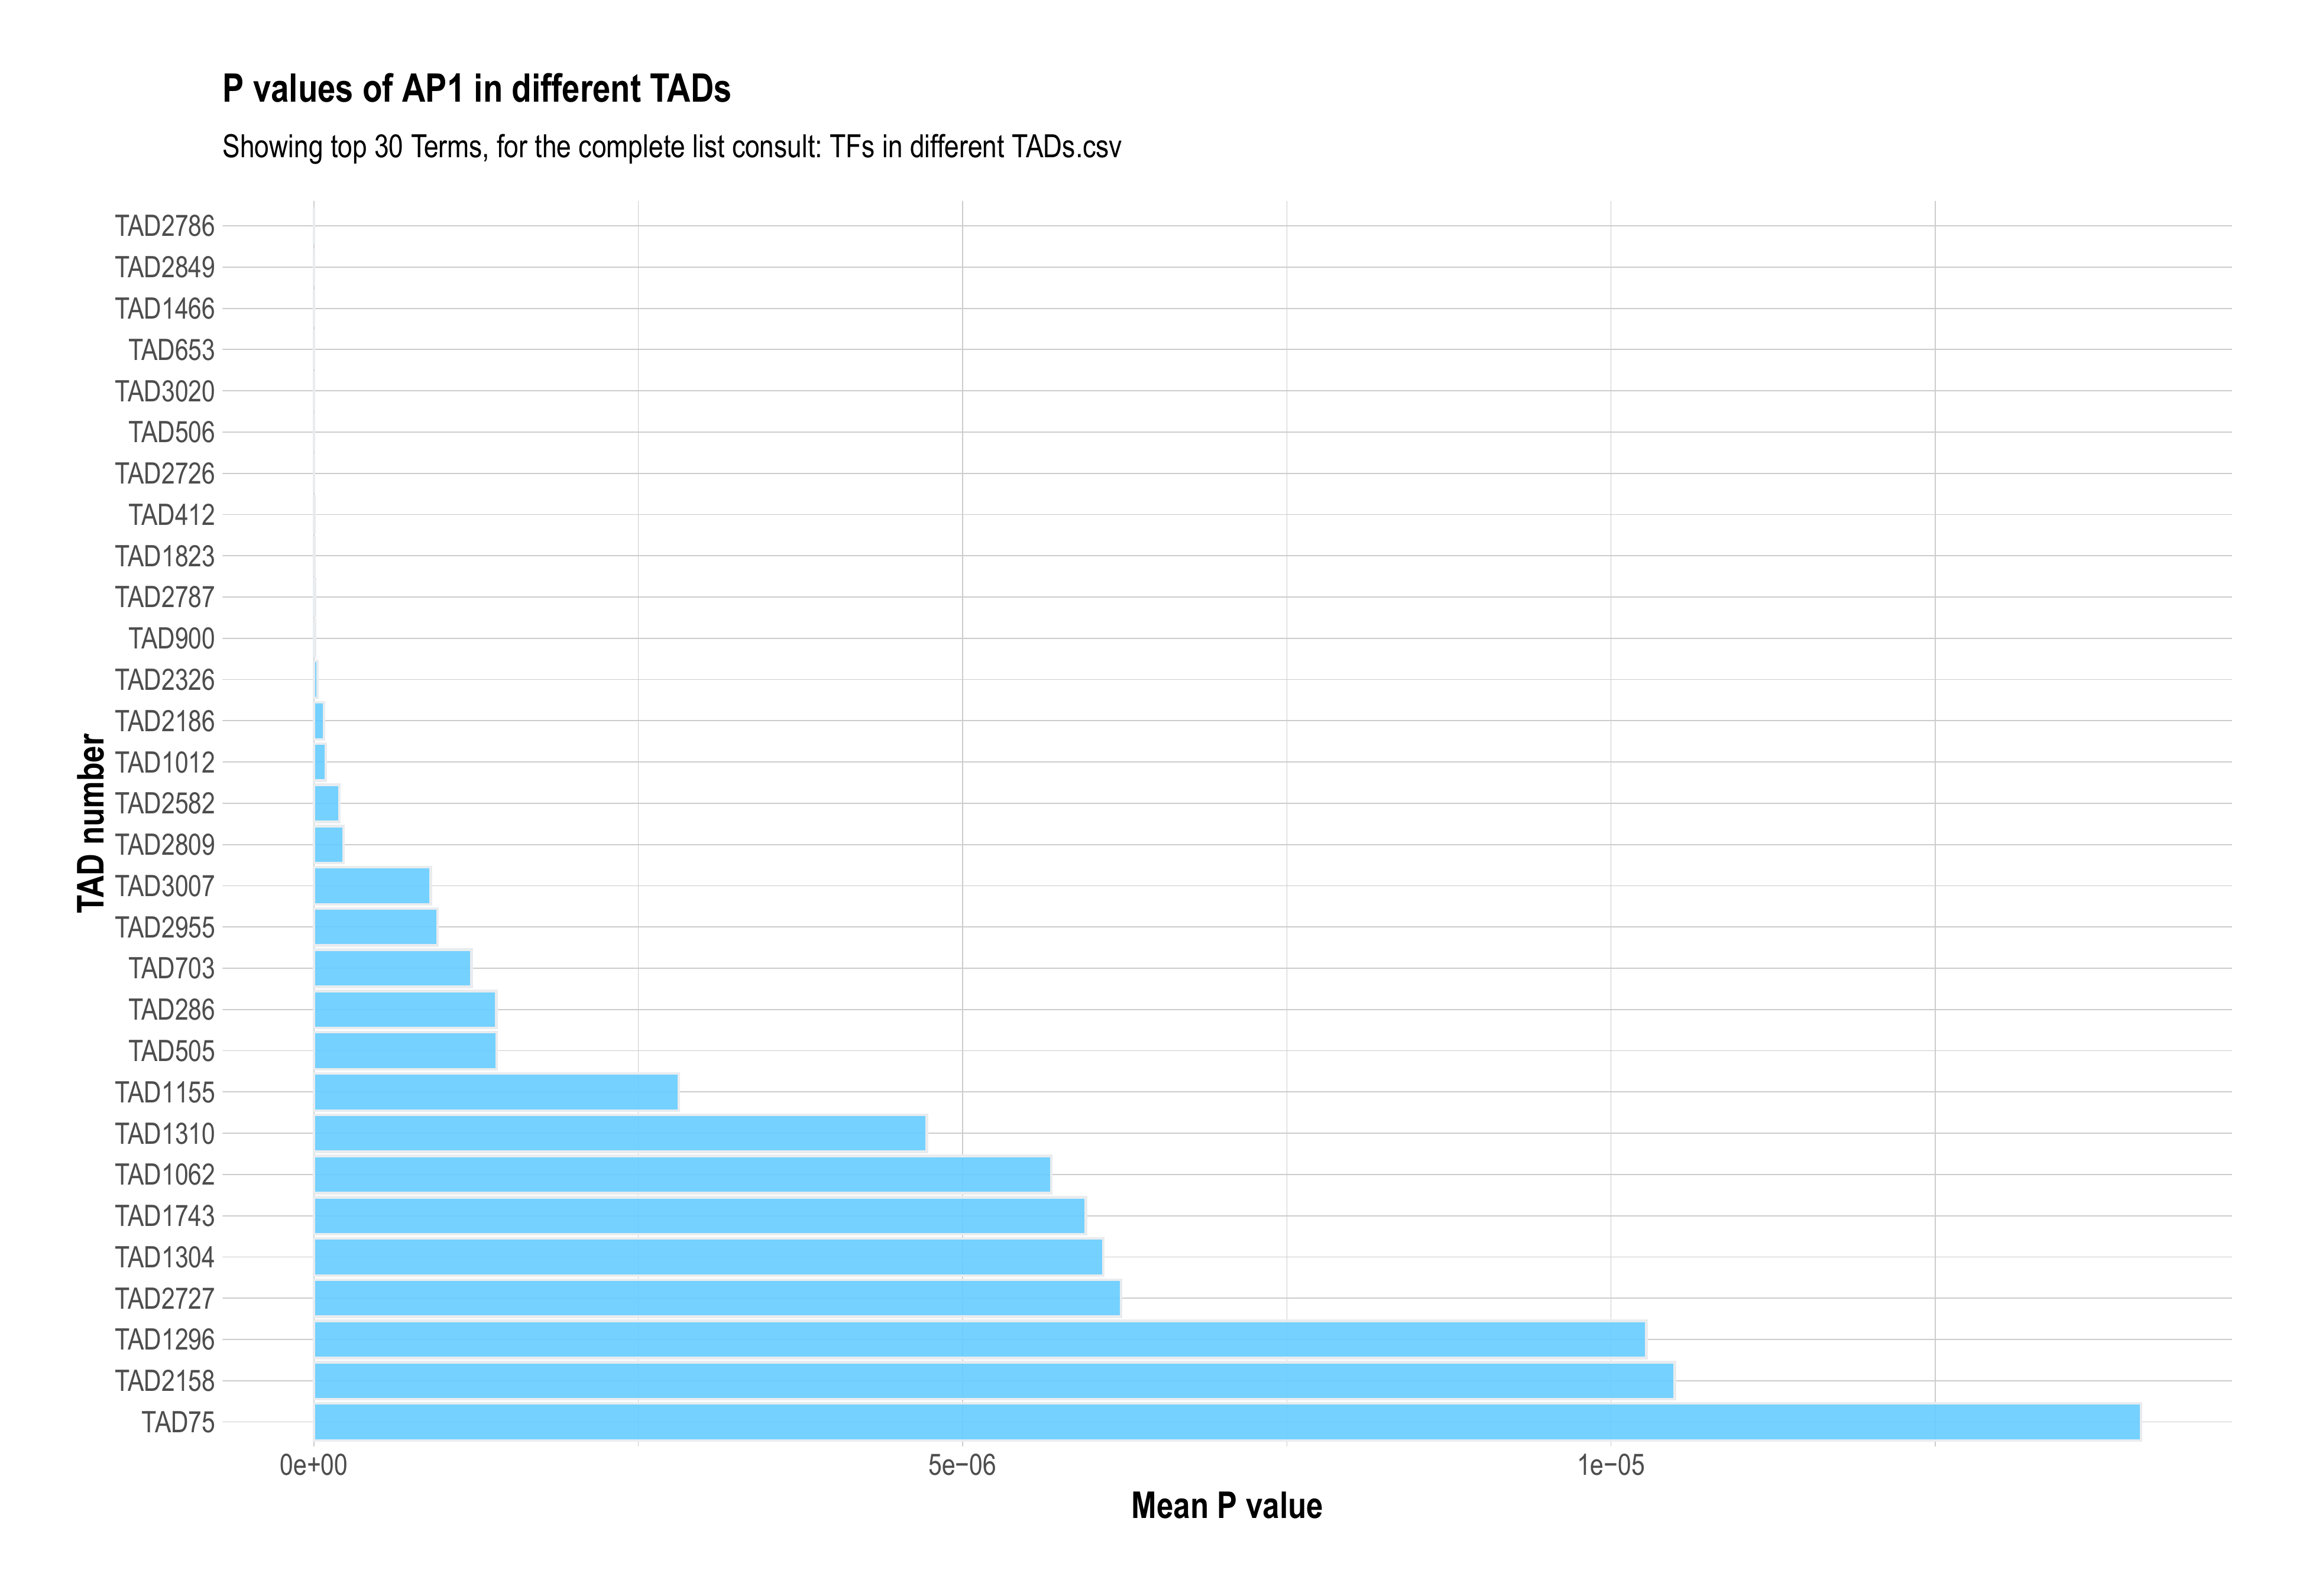 P values of AP1 in different TADs
Showing top 30 Terms, for the complete list consult: TFs in different TADs.csv
TAD number
TAD2786
TAD2849
TAD1466
TAD653
TAD3020
TAD506
TAD2726
TAD412
TAD1823
TAD2787
TAD900
TAD2326
TAD2186
TAD1012
TAD2582
TAD2809
TAD3007
TAD2955
TAD703
TAD286
TAD505
TAD1155
TAD1310
TAD1062
TAD1743
TAD1304
TAD2727
TAD1296
TAD2158
TAD75
0e+00 5e−06 1e−05
Mean P value